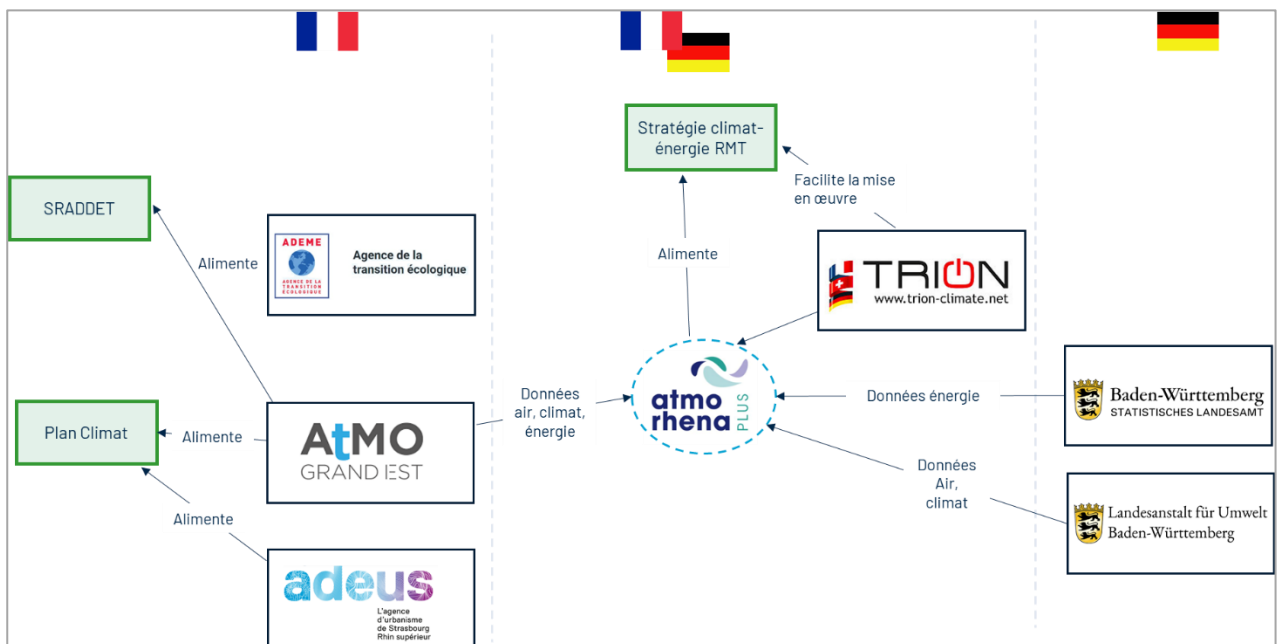 Stratégie climat-
énergie RMT
Facilite la mise
en œuvre
SRADDET
ADEME
AGENCE DE LA
TRANSITION
ÉCOLOGIQUE
Agence de la
transition écologique
Alimente
Alimente
TRION
www.trion-climate.net
Plan Climat
Alimente
AtMO
GRAND EST
Données
air, climat,
énergie
atmo
rhena
PLUS
Données énergie
Baden-Württemberg
STATISTISCHES LANDESAMT
Données
Air,
climat
Landesanstalt für Umwelt
Baden-Württemberg
Alimente
adeus
L'agence
d'urbanisme
de Strasbourg
Rhin supérieur